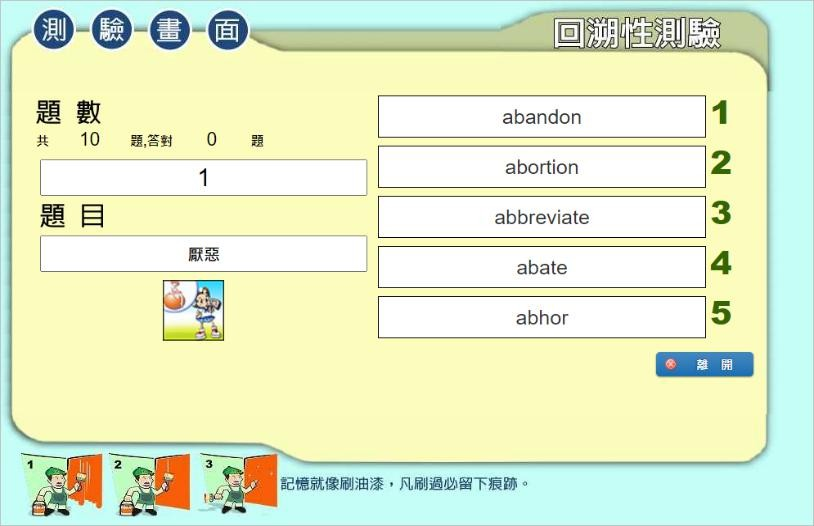 測驗畫面
回溯性測驗
題 數
共 10 題,答對 0 題
1
題 目
厭惡
abandon 1
abortion 2
abbreviate 3
abate 4
abhor 5
離 開
1 2 3
記憶就像刷油漆，凡刷過必留下痕跡。